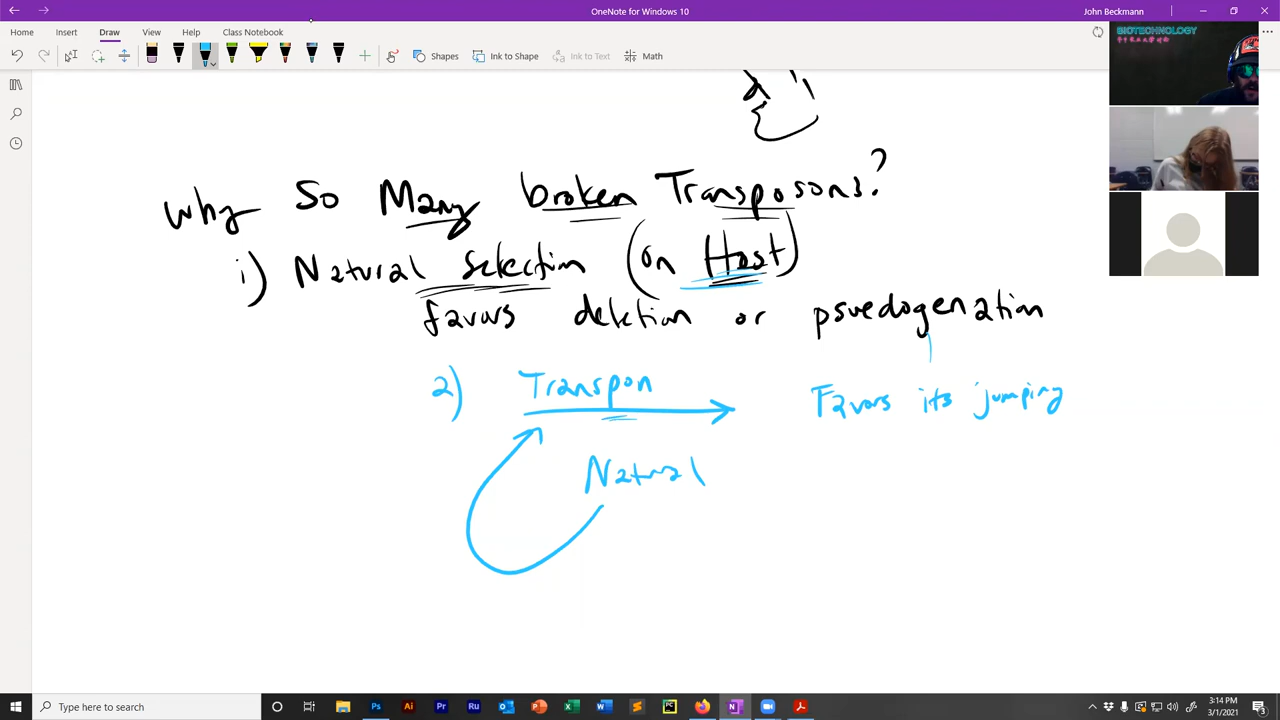 OneNote for Windows 10
John Beckmann
Home Insert Draw View Help Class Notebook
Shapes Ink to Shape Ink to Text Math
BIOTECHNOLOGY
Why So Many broken Transposons?
i) Natural selection (on Host)
favors deletion or psuedogenation
2) Transpon
Favors its jumping
Natural
Type here to search
3:14 PM
3/1/2021